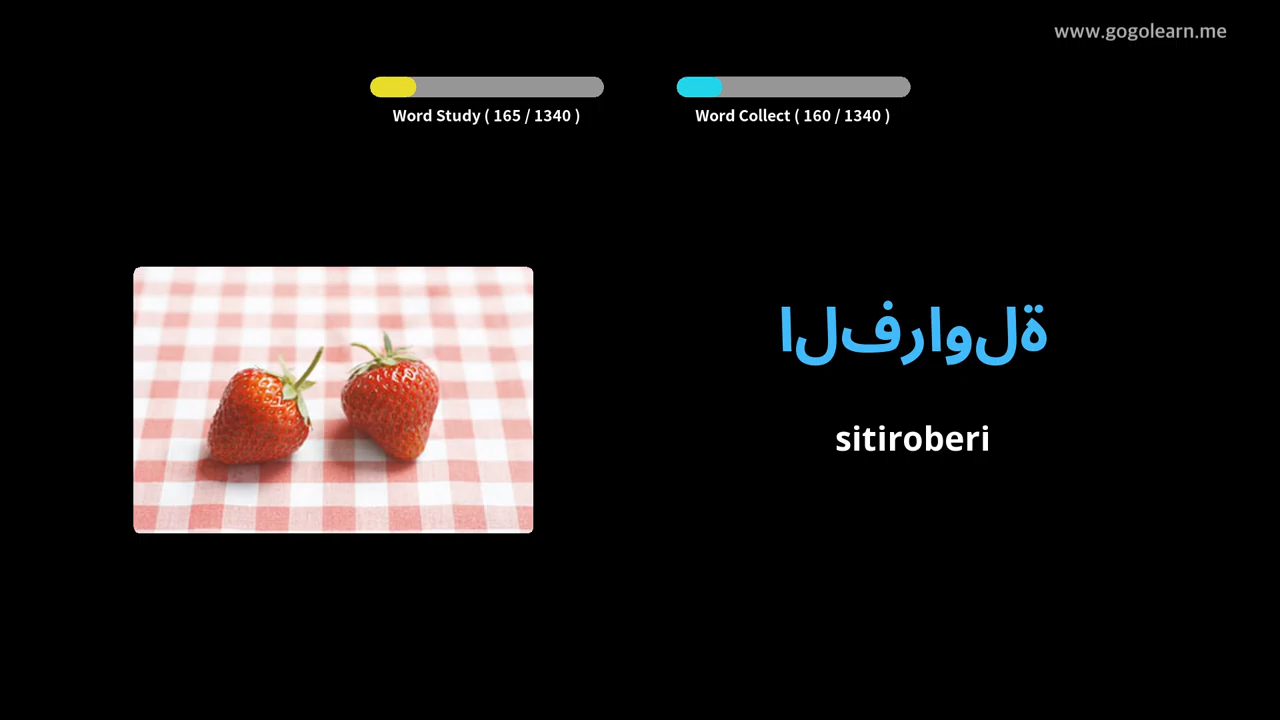 www.gogolearn.me
Word Study ( 165 / 1340 )
Word Collect ( 160 / 1340 )
الفراولة
sitiroberi